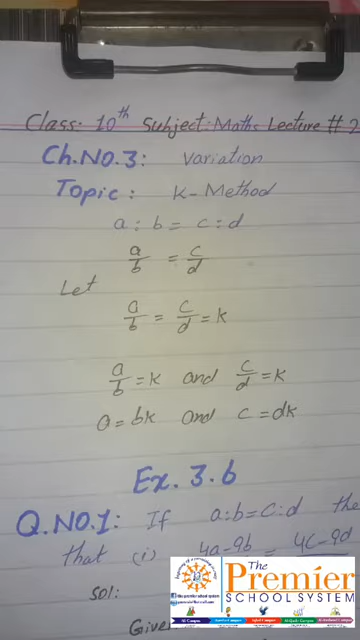 Class: 10th Subject: Maths Lecture # 2
Ch.NO.3: Variation
Topic: K-Method
a : b = c : d
a/b = c/d
Let
a/b = c/d = k
a/b = k and c/d = k
a = bk and c = dk
Ex. 3.6
Q.NO.1: If a:b=c:d the
that (i) 4a-9b = 4c-9d
Sol:
Give
The
Premier
SCHOOL SYSTEM